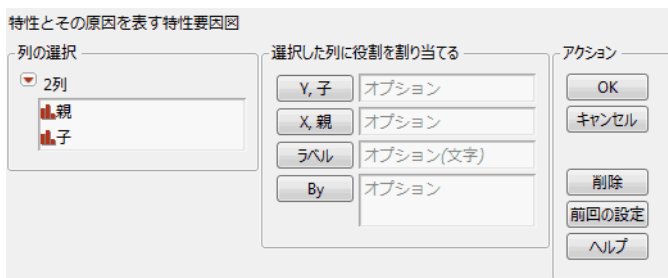 特性とその原因を表す特性要因図
列の選択
2列
親
子
選択した列に役割を割り当てる
Y, 子 オプション
X, 親 オプション
ラベル オプション(文字)
By オプション
アクション
OK
キャンセル
削除
前回の設定
ヘルプ